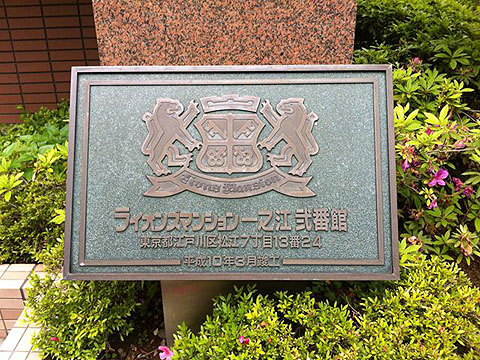 Lions Mansion
ライオンズマンション一之江 弐番館
東京都江戸川区松江7丁目13番24
平成10年3月竣工